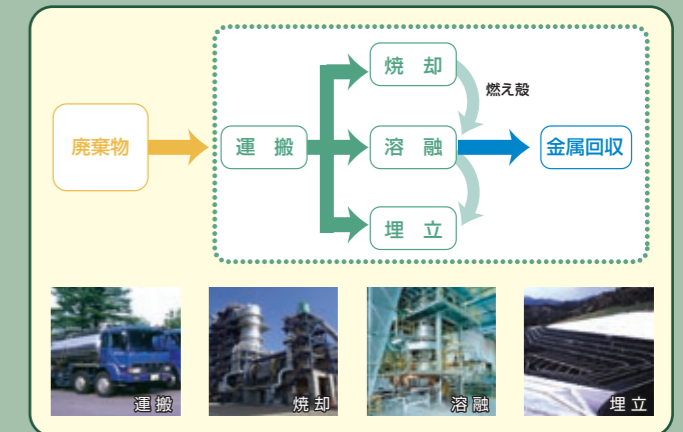 焼 却
燃え殻
廃棄物
運 搬
溶 融
金属回収
埋 立
運 搬
焼 却
溶 融
埋 立